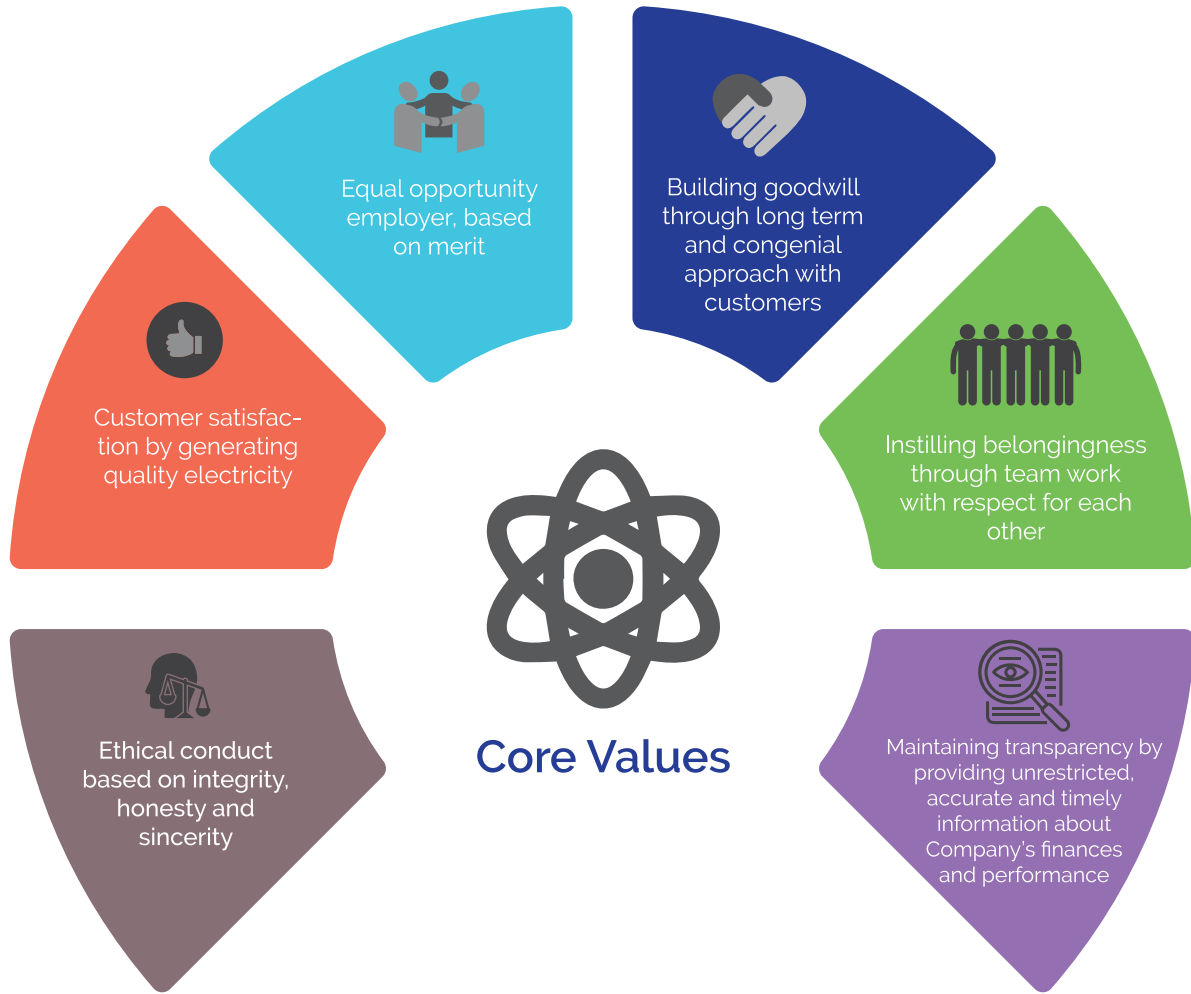 Equal opportunity
employer, based
on merit
Building goodwill
through long term
and congenial
approach with
customers
Customer satisfac-
tion by generating
quality electricity
Instilling belongingness
through team work
with respect for each
other
Ethical conduct
based on integrity,
honesty and
sincerity
Core Values
Maintaining transparency by
providing unrestricted,
accurate and timely
information about
Company's finances
and performance